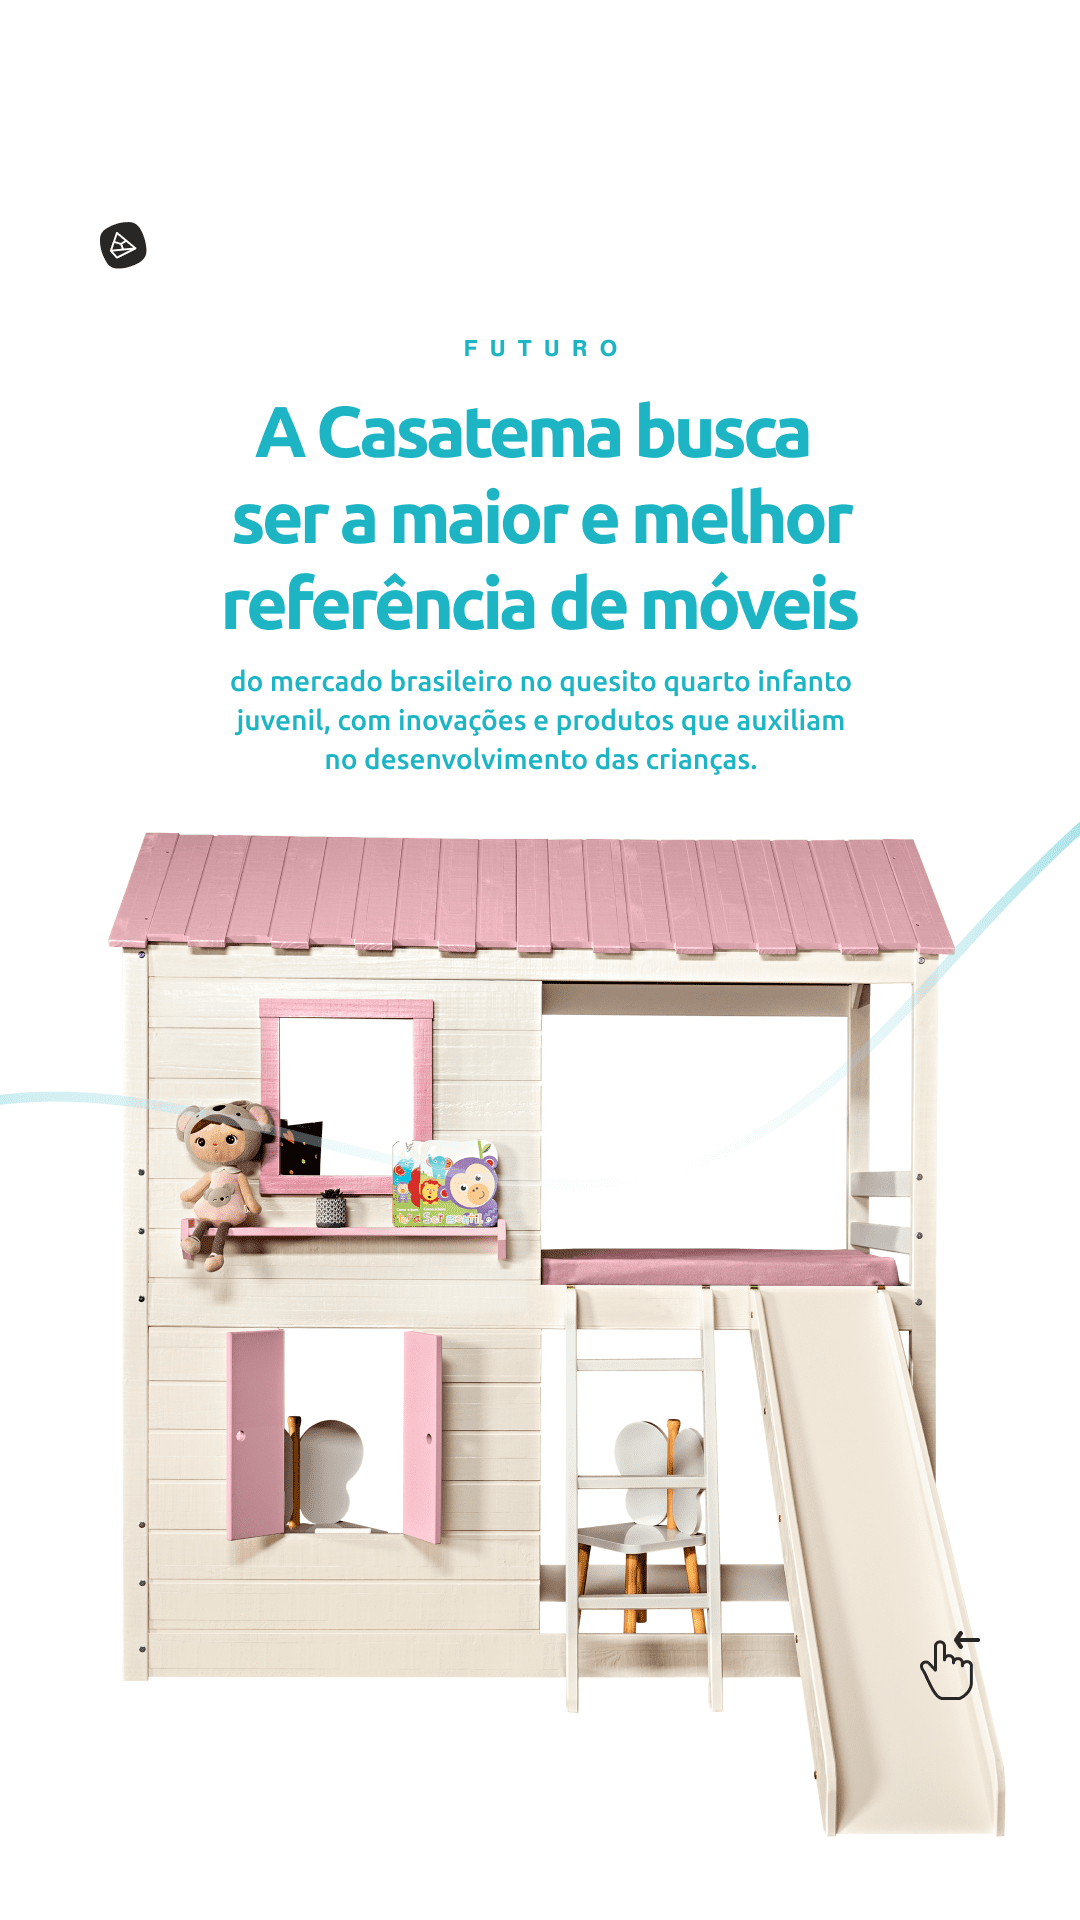 FUTURO
A Casatema busca
ser a maior e melhor
referência de móveis
do mercado brasileiro no quesito quarto infanto
juvenil, com inovações e produtos que auxiliam
no desenvolvimento das crianças.